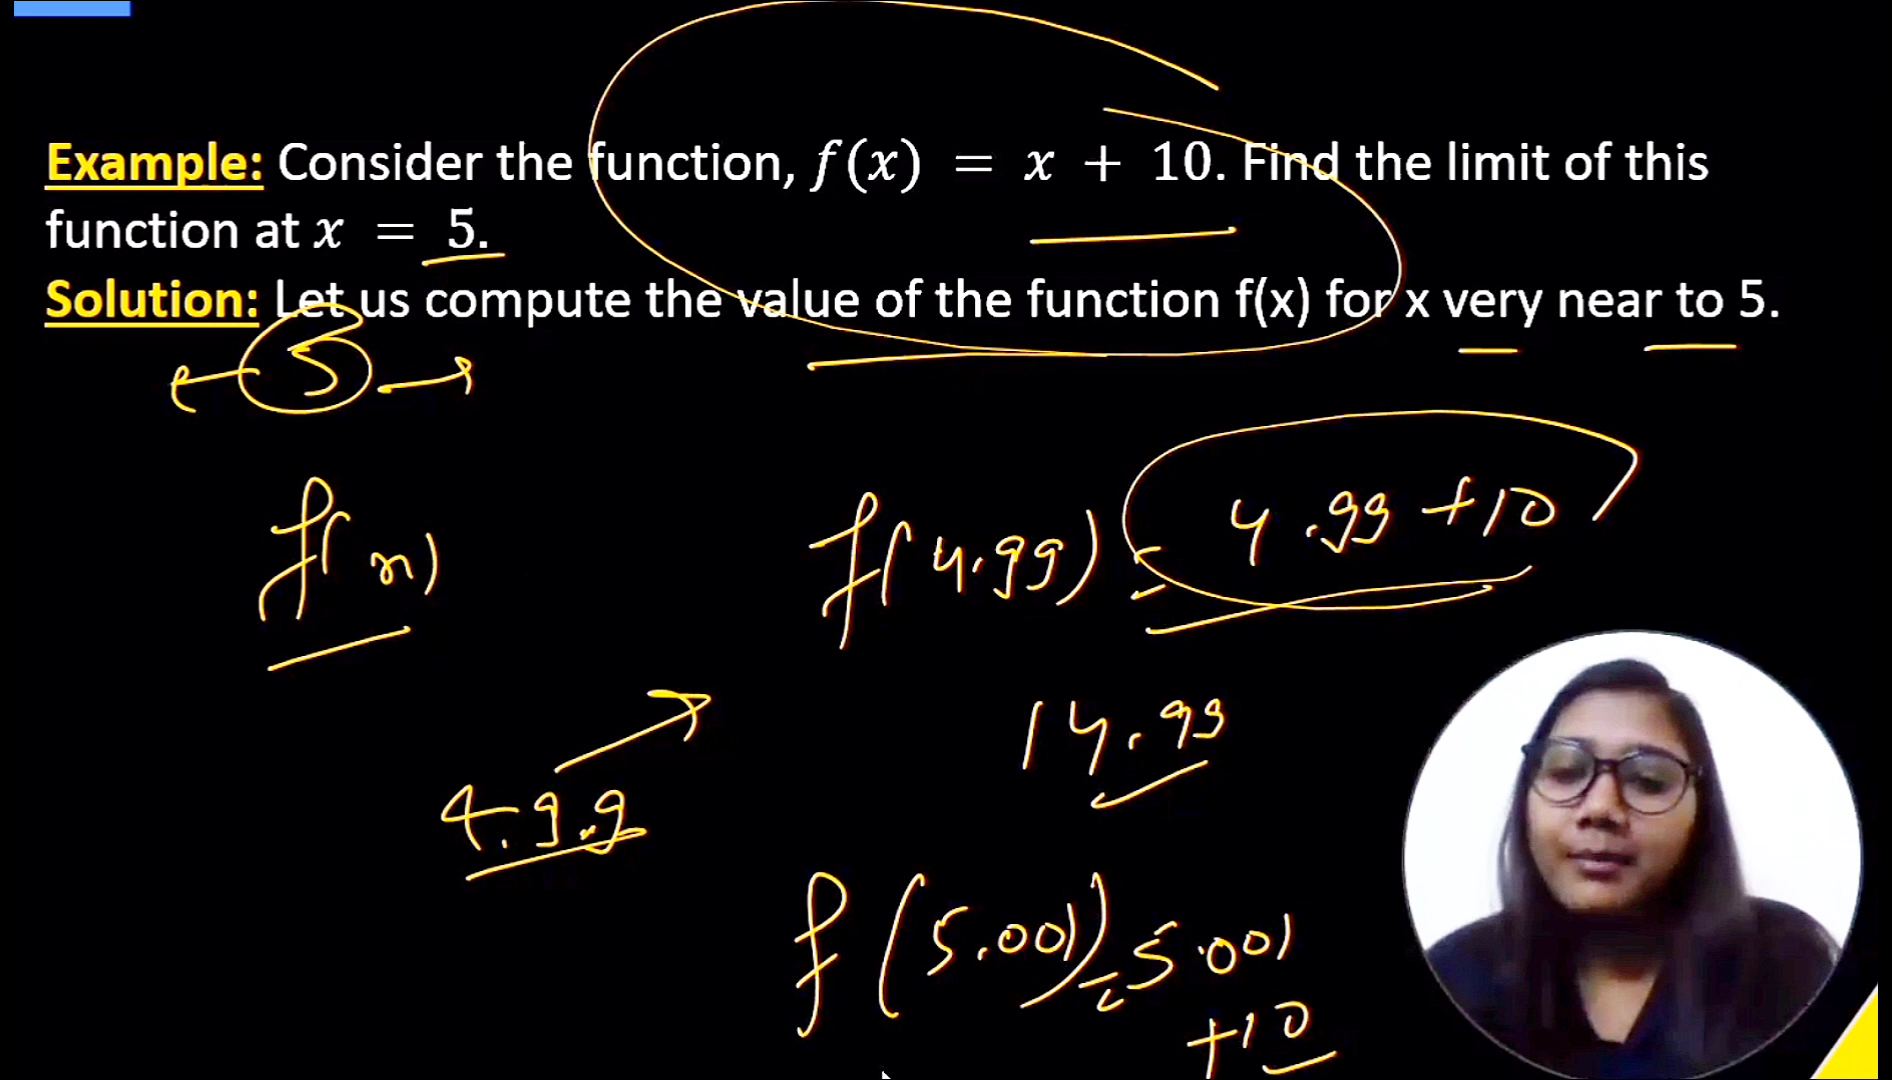 Example: Consider the function, f(x) = x + 10. Find the limit of this
function at x = 5.
Solution: Let us compute the value of the function f(x) for x very near to 5.
5
f(x)
f(4.99) = 4.99 + 10
14.99
4.99
f(5.001) = 5.001
+10